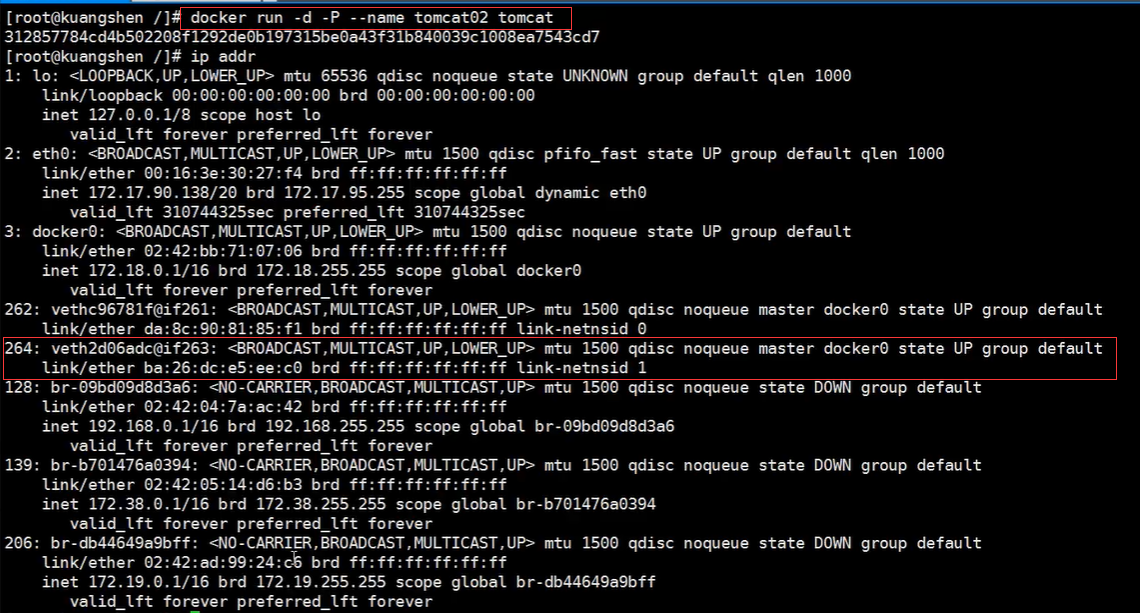 [root@kuangshen /]# docker run -d -P --name tomcat02 tomcat
312857784cd4b502208f1292de0b197315be0a43f31b840039c1008ea7543cd7
[root@kuangshen /]# ip addr
1: lo: <LOOPBACK,UP,LOWER_UP> mtu 65536 qdisc noqueue state UNKNOWN group default qlen 1000
    link/loopback 00:00:00:00:00:00 brd 00:00:00:00:00:00
    inet 127.0.0.1/8 scope host lo
       valid_lft forever preferred_lft forever
2: eth0: <BROADCAST,MULTICAST,UP,LOWER_UP> mtu 1500 qdisc pfifo_fast state UP group default qlen 1000
    link/ether 00:16:3e:30:27:f4 brd ff:ff:ff:ff:ff:ff
    inet 172.17.90.138/20 brd 172.17.95.255 scope global dynamic eth0
       valid_lft 310744325sec preferred_lft 310744325sec
3: docker0: <BROADCAST,MULTICAST,UP,LOWER_UP> mtu 1500 qdisc noqueue state UP group default
    link/ether 02:42:bb:71:07:06 brd ff:ff:ff:ff:ff:ff
    inet 172.18.0.1/16 brd 172.18.255.255 scope global docker0
       valid_lft forever preferred_lft forever
262: vethc96781f@if261: <BROADCAST,MULTICAST,UP,LOWER_UP> mtu 1500 qdisc noqueue master docker0 state UP group default
    link/ether da:8c:90:81:85:f1 brd ff:ff:ff:ff:ff:ff link-netnsid 0
264: veth2d06adc@if263: <BROADCAST,MULTICAST,UP,LOWER_UP> mtu 1500 qdisc noqueue master docker0 state UP group default
    link/ether ba:26:dc:e5:ee:c0 brd ff:ff:ff:ff:ff:ff link-netnsid 1
128: br-09bd09d8d3a6: <NO-CARRIER,BROADCAST,MULTICAST,UP> mtu 1500 qdisc noqueue state DOWN group default
    link/ether 02:42:04:7a:ac:42 brd ff:ff:ff:ff:ff:ff
    inet 192.168.0.1/16 brd 192.168.255.255 scope global br-09bd09d8d3a6
       valid_lft forever preferred_lft forever
139: br-b701476a0394: <NO-CARRIER,BROADCAST,MULTICAST,UP> mtu 1500 qdisc noqueue state DOWN group default
    link/ether 02:42:05:14:d6:b3 brd ff:ff:ff:ff:ff:ff
    inet 172.38.0.1/16 brd 172.38.255.255 scope global br-b701476a0394
       valid_lft forever preferred_lft forever
206: br-db44649a9bff: <NO-CARRIER,BROADCAST,MULTICAST,UP> mtu 1500 qdisc noqueue state DOWN group default
    link/ether 02:42:ad:99:24:c6 brd ff:ff:ff:ff:ff:ff
    inet 172.19.0.1/16 brd 172.19.255.255 scope global br-db44649a9bff
       valid_lft forever preferred_lft forever